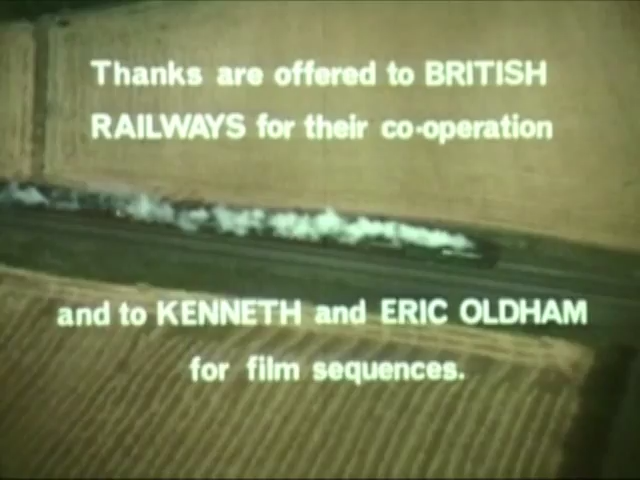 Thanks are offered to BRITISH
RAILWAYS for their co-operation
and to KENNETH and ERIC OLDHAM
for film sequences.